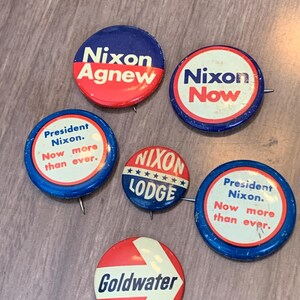 Nixon
Agnew
Nixon
Now
President
Nixon.
Now more
than ever.
NIXON
LODGE
President
Nixon.
Now more
than ever.
Goldwater